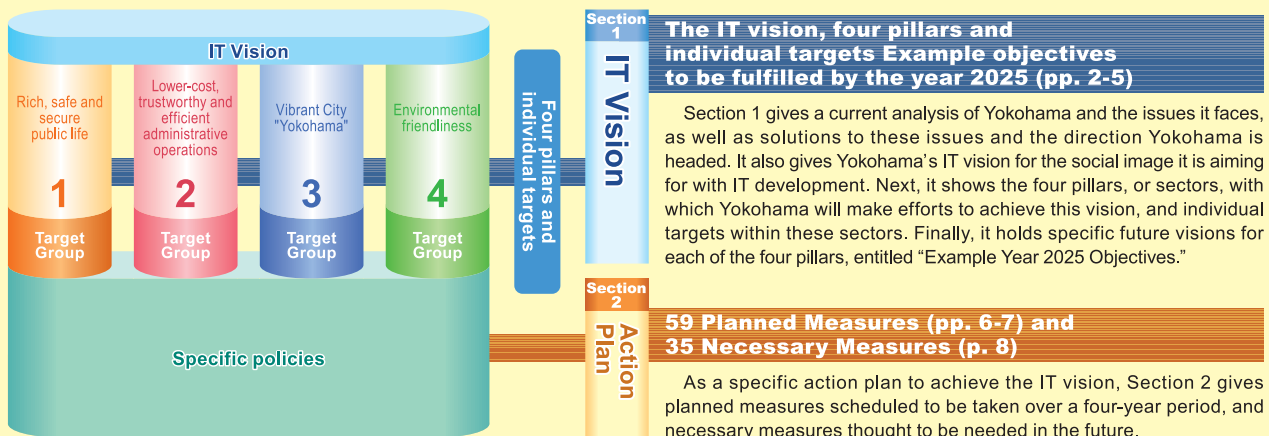 IT Vision
Rich, safe and
secure
public life
1
Target
Group
Lower-cost,
trustworthy and
efficient
administrative
operations
2
Target
Group
Vibrant City
"Yokohama"
3
Target
Group
Environmental
friendliness
4
Target
Group
Specific policies
Four pillars and
individual targets
Section
1
IT Vision
The IT vision, four pillars and
individual targets Example objectives
to be fulfilled by the year 2025 (pp. 2-5)
Section 1 gives a current analysis of Yokohama and the issues it faces,
as well as solutions to these issues and the direction Yokohama is
headed. It also gives Yokohama's IT vision for the social image it is aiming
for with IT development. Next, it shows the four pillars, or sectors, with
which Yokohama will make efforts to achieve this vision, and individual
targets within these sectors. Finally, it holds specific future visions for
each of the four pillars, entitled “Example Year 2025 Objectives.”
Section
2
Action
Plan
59 Planned Measures (pp. 6-7) and
35 Necessary Measures (p. 8)
As a specific action plan to achieve the IT vision, Section 2 gives
planned measures scheduled to be taken over a four-year period, and
necessary measures thought to be needed in the future.